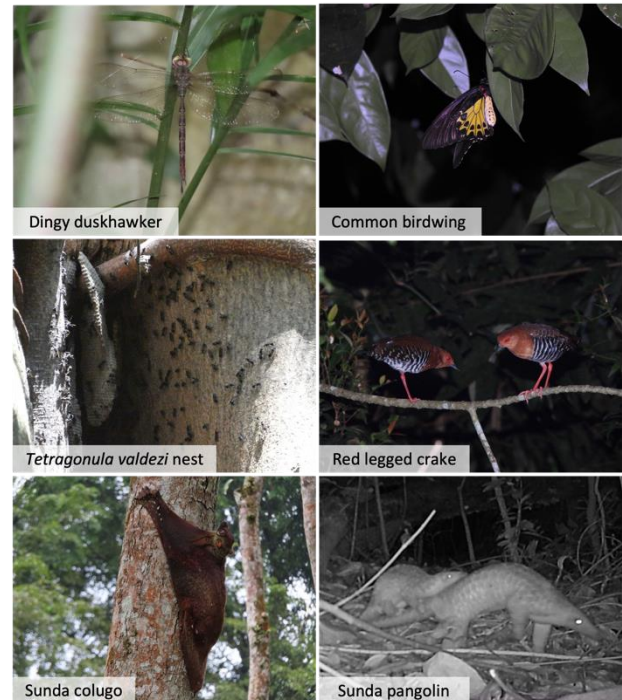 Dingy duskhawker
Common birdwing
Tetragonula valdezi nest
Red legged crake
Sunda colugo
Sunda pangolin